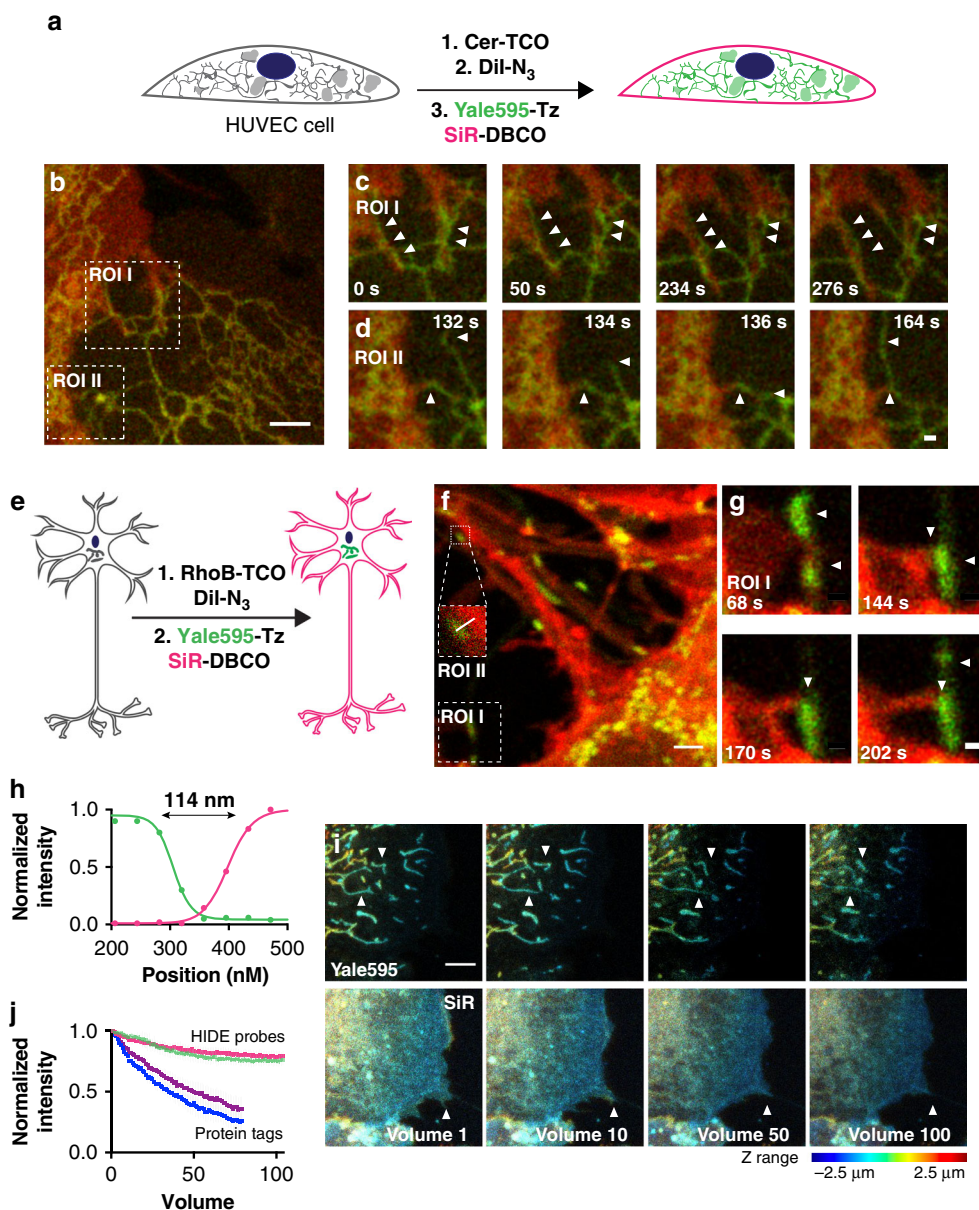 a
1. Cer-TCO
2. DiI-N3
3. Yale595-Tz
SiR-DBCO
HUVEC cell
b
ROI I
ROI II
c
ROI I
0 s
50 s
234 s
276 s
d
ROI II
132 s
134 s
136 s
164 s
e
1. RhoB-TCO
DiI-N3
2. Yale595-Tz
SiR-DBCO
f
ROI II
ROI I
g
ROI I
68 s
144 s
170 s
202 s
h
114 nm
Normalized intensity
1.0
0.5
0.0
200
300
400
500
Position (nM)
i
Yale595
SiR
Volume 1
Volume 10
Volume 50
Volume 100
Z range
–2.5 µm
2.5 µm
j
HIDE probes
Protein tags
Normalized intensity
1.0
0.5
0
0
50
100
Volume